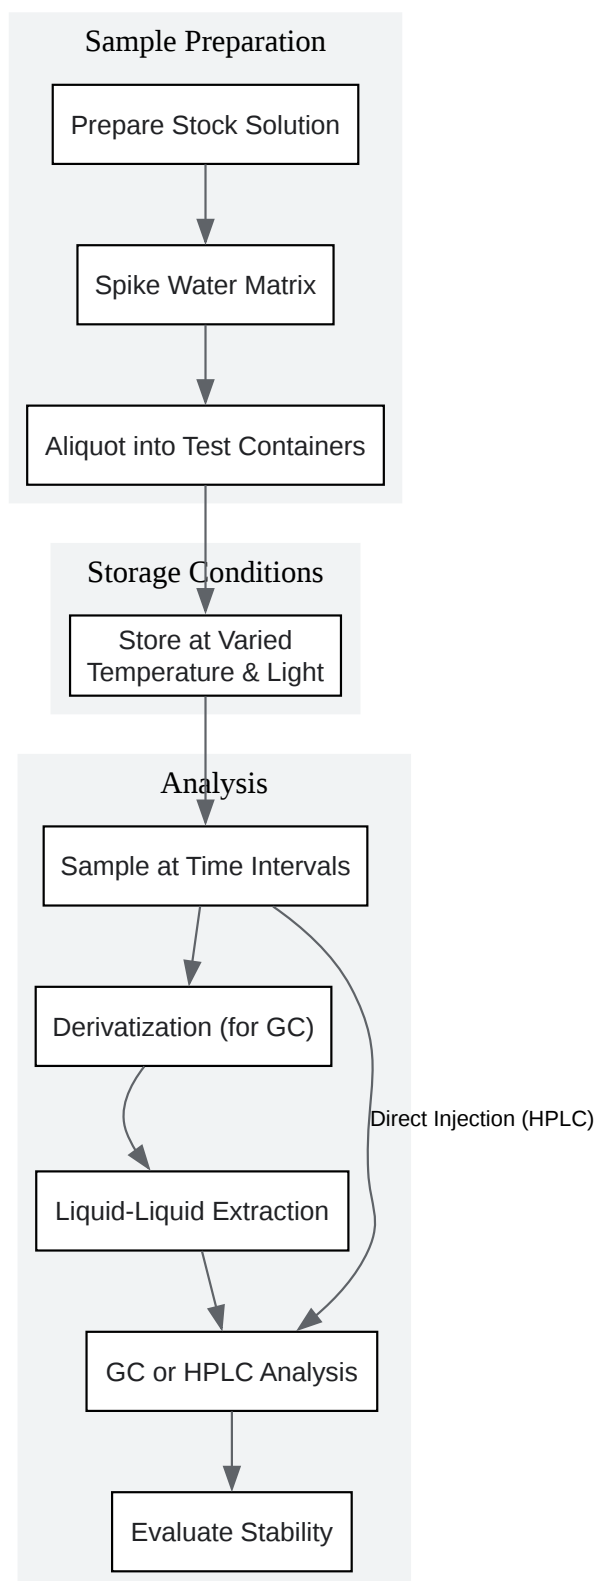 Sample Preparation
Prepare Stock Solution
Spike Water Matrix
Aliquot into Test Containers
Storage Conditions
Store at Varied
Temperature & Light
Analysis
Sample at Time Intervals
Derivatization (for GC)
Direct Injection (HPLC)
Liquid-Liquid Extraction
GC or HPLC Analysis
Evaluate Stability